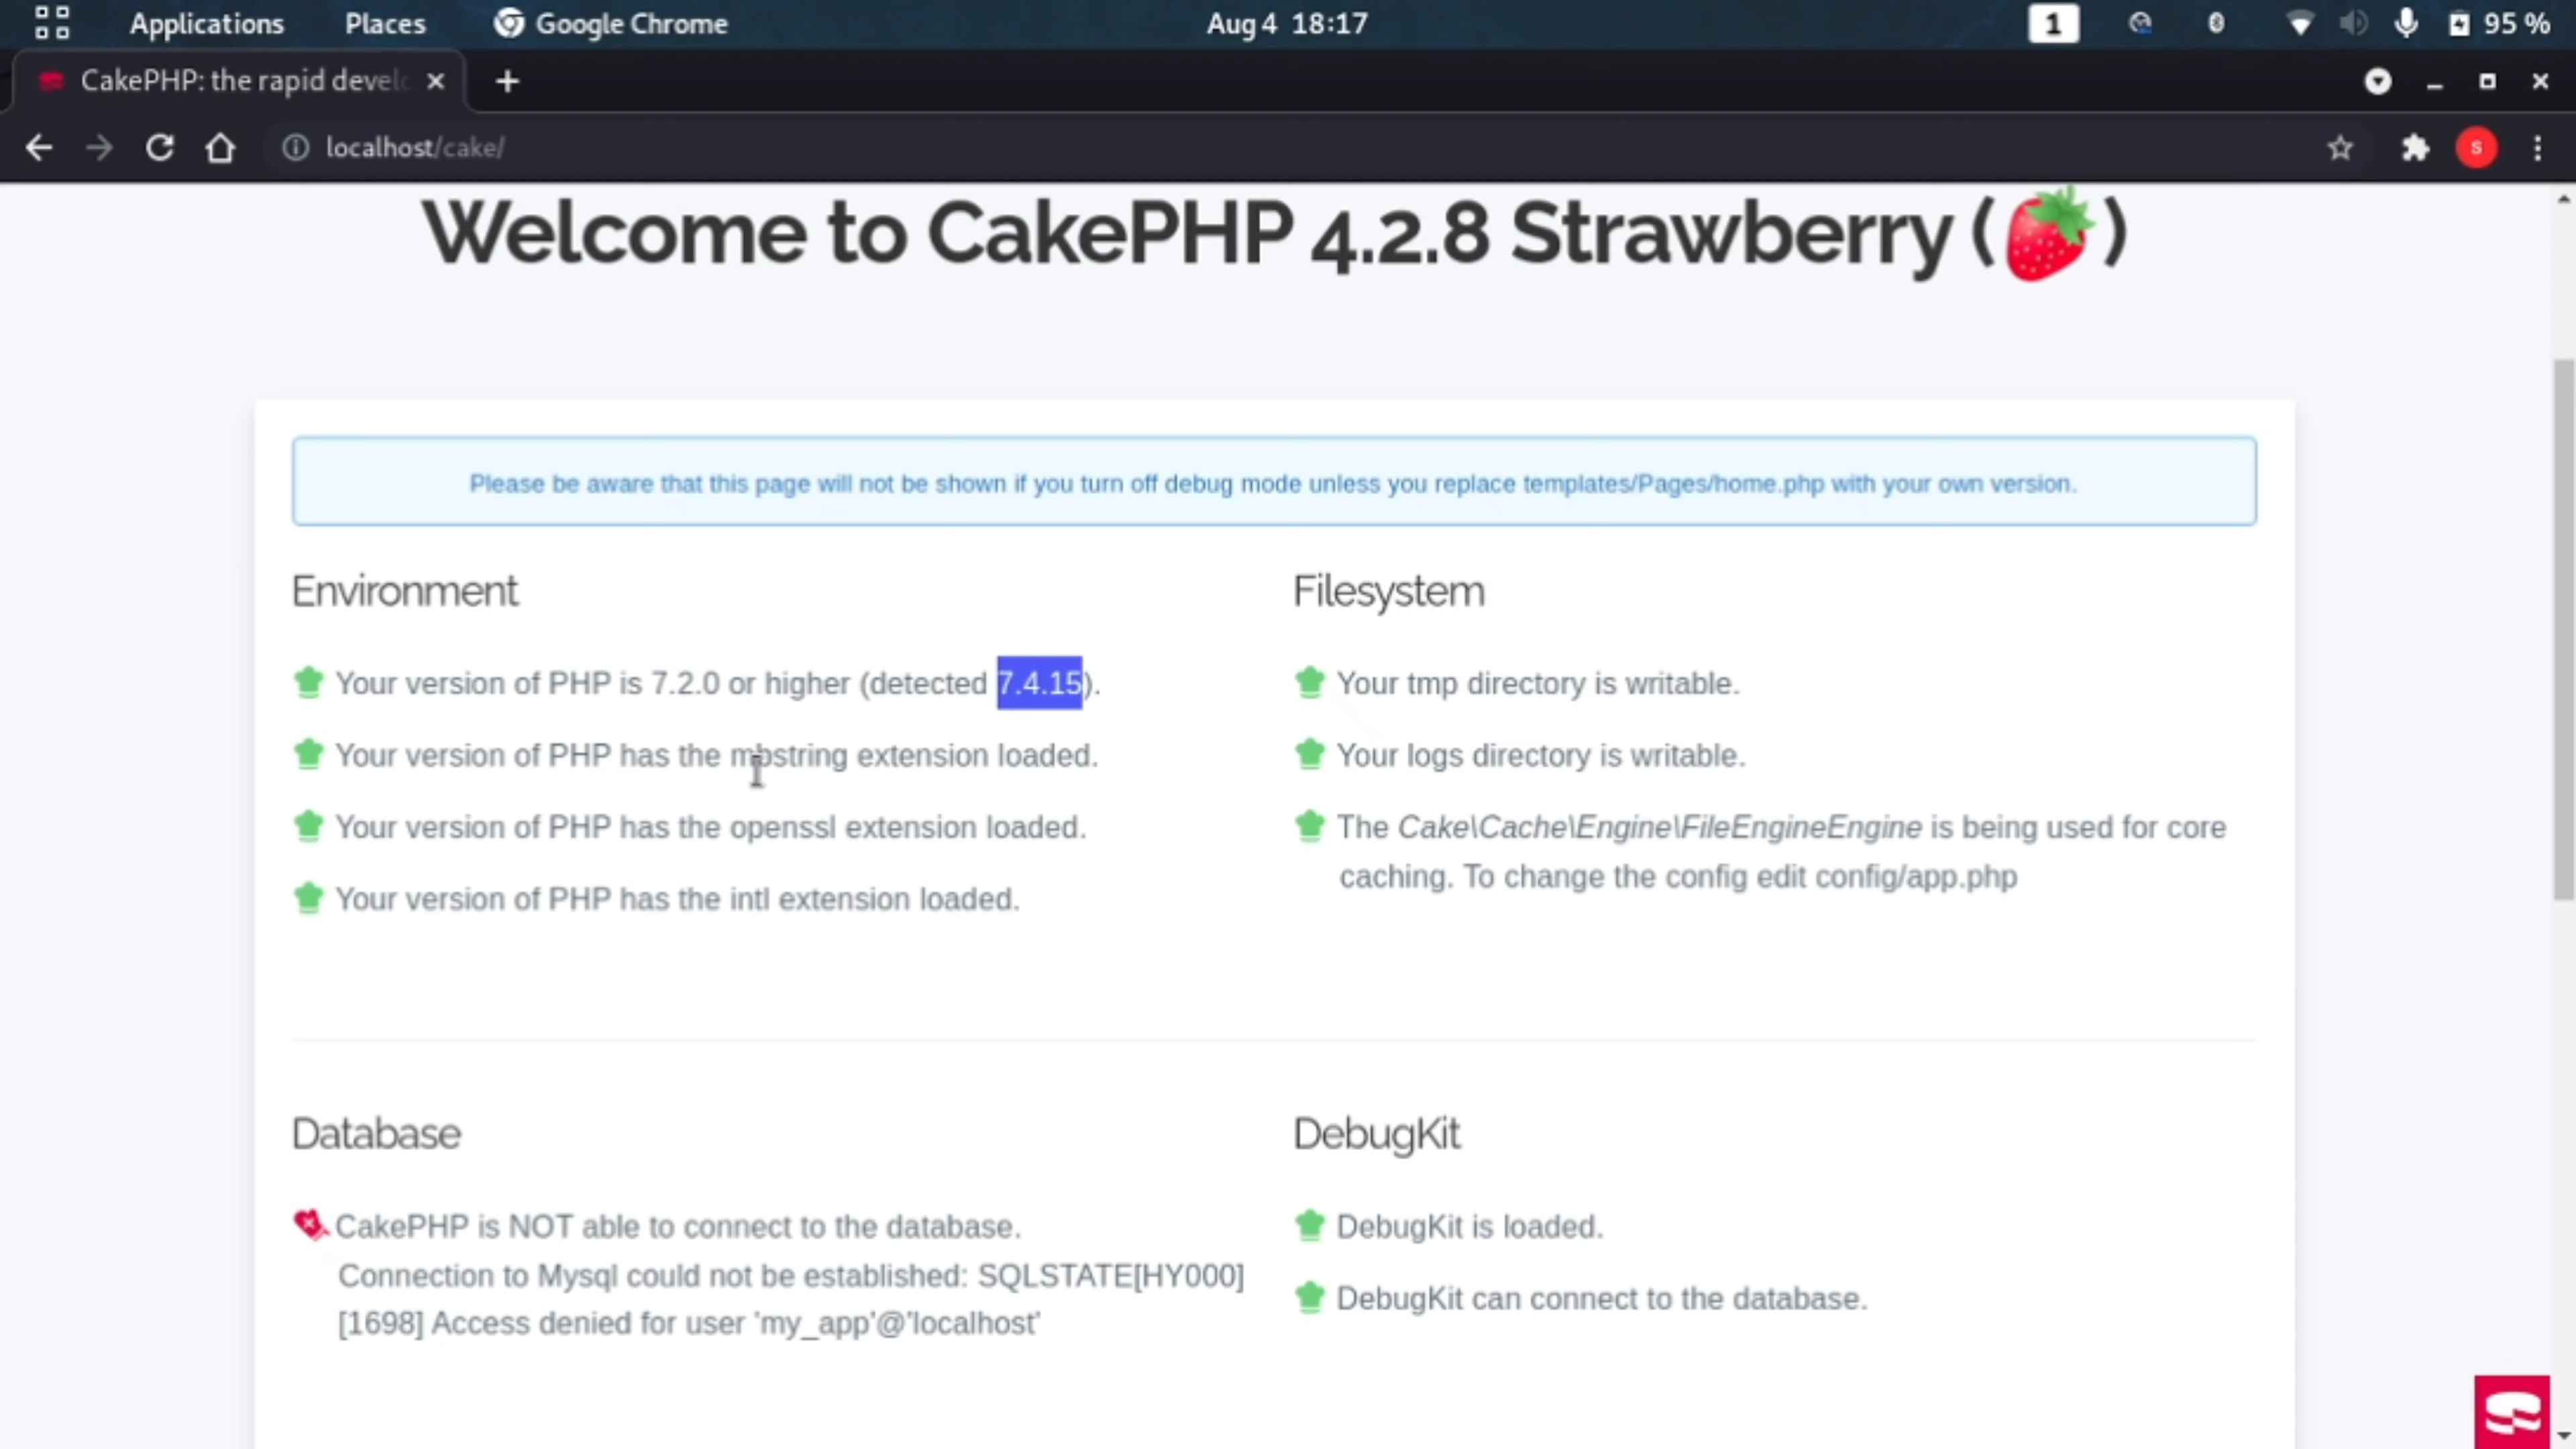 Applications Places Google Chrome Aug 4 18:17 1 95 %
CakePHP: the rapid develo
localhost/cake/ S
Welcome to CakePHP 4.2.8 Strawberry (🍓)
Please be aware that this page will not be shown if you turn off debug mode unless you replace templates/Pages/home.php with your own version.
Environment
Your version of PHP is 7.2.0 or higher (detected 7.4.15).
Your version of PHP has the mbstring extension loaded.
Your version of PHP has the openssl extension loaded.
Your version of PHP has the intl extension loaded.
Filesystem
Your tmp directory is writable.
Your logs directory is writable.
The Cake\Cache\Engine\FileEngineEngine is being used for core
caching. To change the config edit config/app.php
Database
CakePHP is NOT able to connect to the database.
Connection to Mysql could not be established: SQLSTATE[HY000]
[1698] Access denied for user 'my_app'@'localhost'
DebugKit
DebugKit is loaded.
DebugKit can connect to the database.